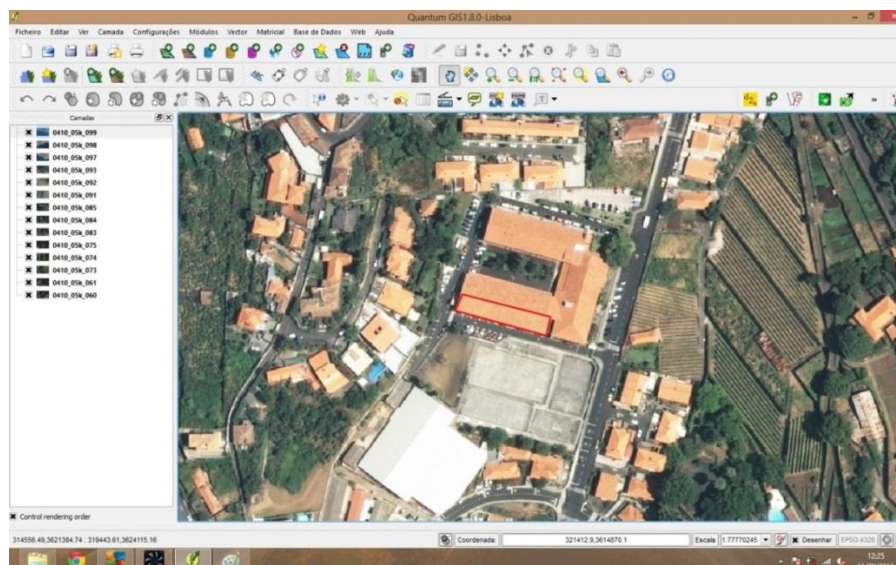 Quantum GIS1.8.0-Lisboa
Ficheiro Editar Ver Camada Configurações Módulos Vector Matricial Base de Dados Web Ajuda
Camadas
0410_05k_099
0410_05k_098
0410_05k_097
0410_05k_093
0410_05k_092
0410_05k_091
0410_05k_085
0410_05k_084
0410_05k_083
0410_05k_075
0410_05k_074
0410_05k_073
0410_05k_061
0410_05k_060
Control rendering order
314556.49,3621384.74 : 319443.61,3624115.16 Coordenada: 321412.9,3614870.1 Escala 1:77770245 Desenhar EPSG:4326
12:25